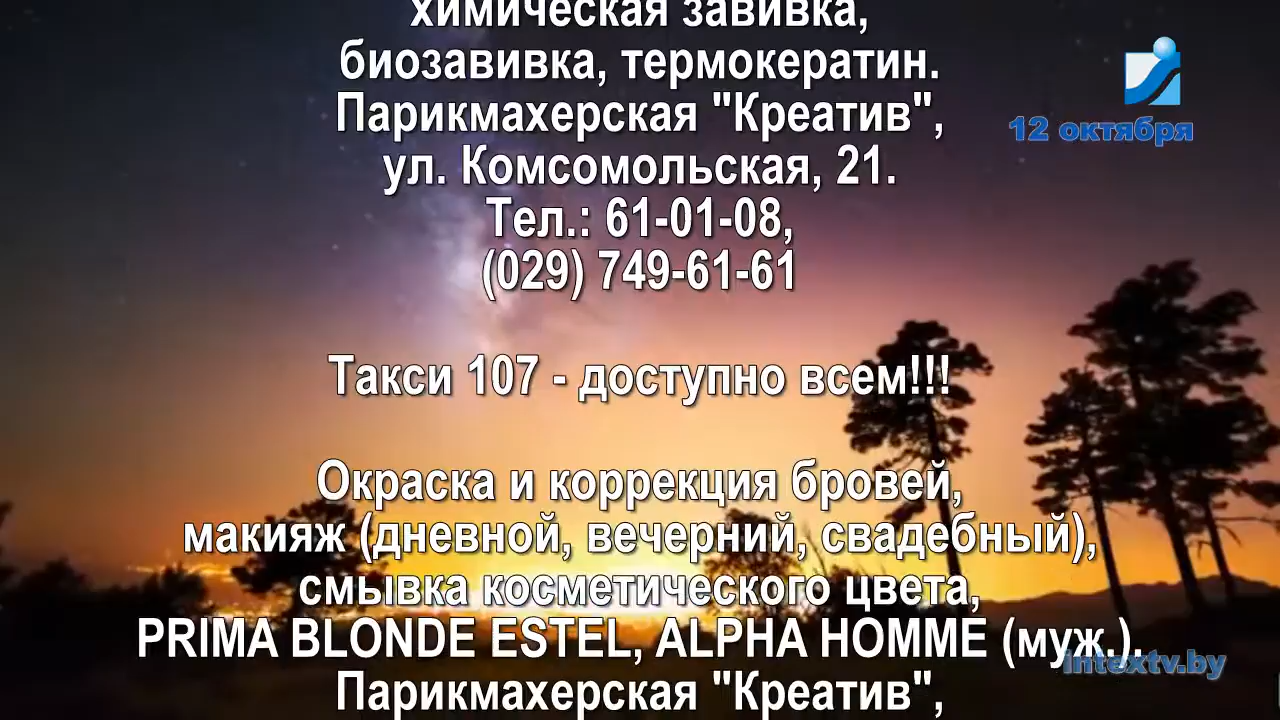 химическая завивка,
биозавивка, термокератин.
Парикмахерская "Креатив",
ул. Комсомольская, 21.
Тел.: 61-01-08,
(029) 749-61-61
12 октября
Такси 107 - доступно всем!!!
Окраска и коррекция бровей,
макияж (дневной, вечерний, свадебный),
смывка косметического цвета,
PRIMA BLONDE ESTEL, ALPHA HOMME (муж.).
intextv.by
Парикмахерская "Креатив",